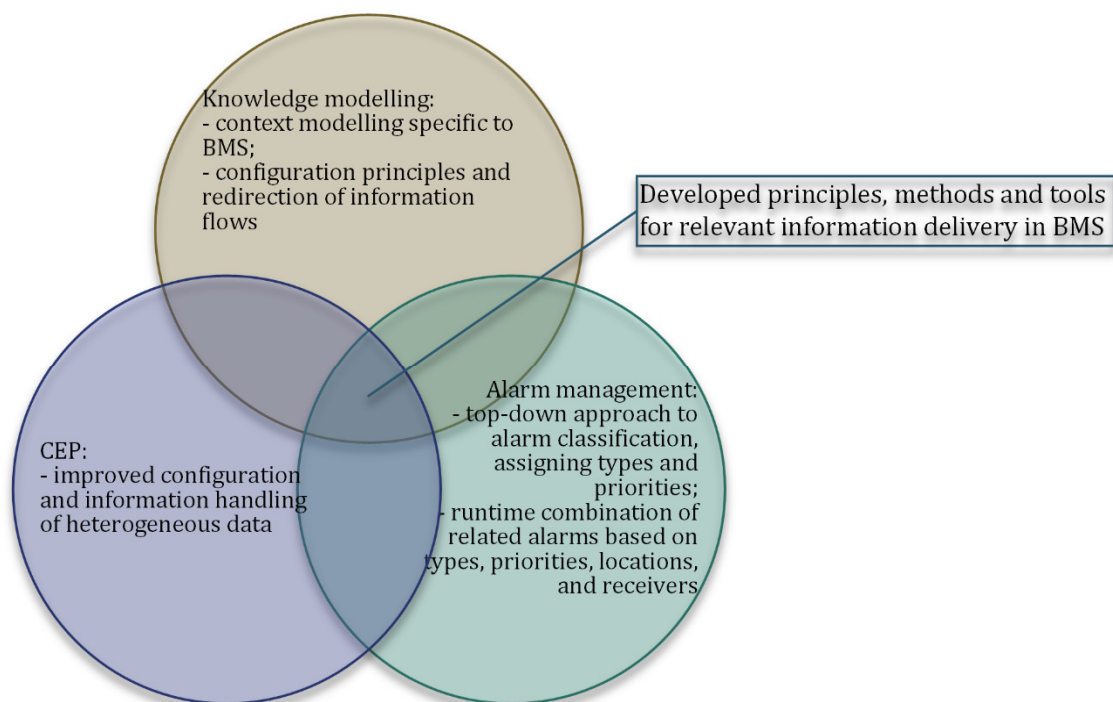 Knowledge modelling:
- context modelling specific to
BMS;
- configuration principles and
redirection of information
flows
Developed principles, methods and tools
for relevant information delivery in BMS
CEP:
- improved configuration
and information handling
of heterogeneous data
Alarm management:
- top-down approach to
alarm classification,
assigning types and
priorities;
- runtime combination of
related alarms based on
types, priorities, locations,
and receivers